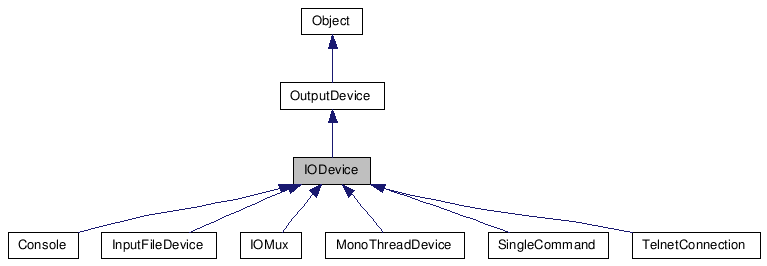 Object
OutputDevice
IODevice
Console
InputFileDevice
IOMux
MonoThreadDevice
SingleCommand
TelnetConnection